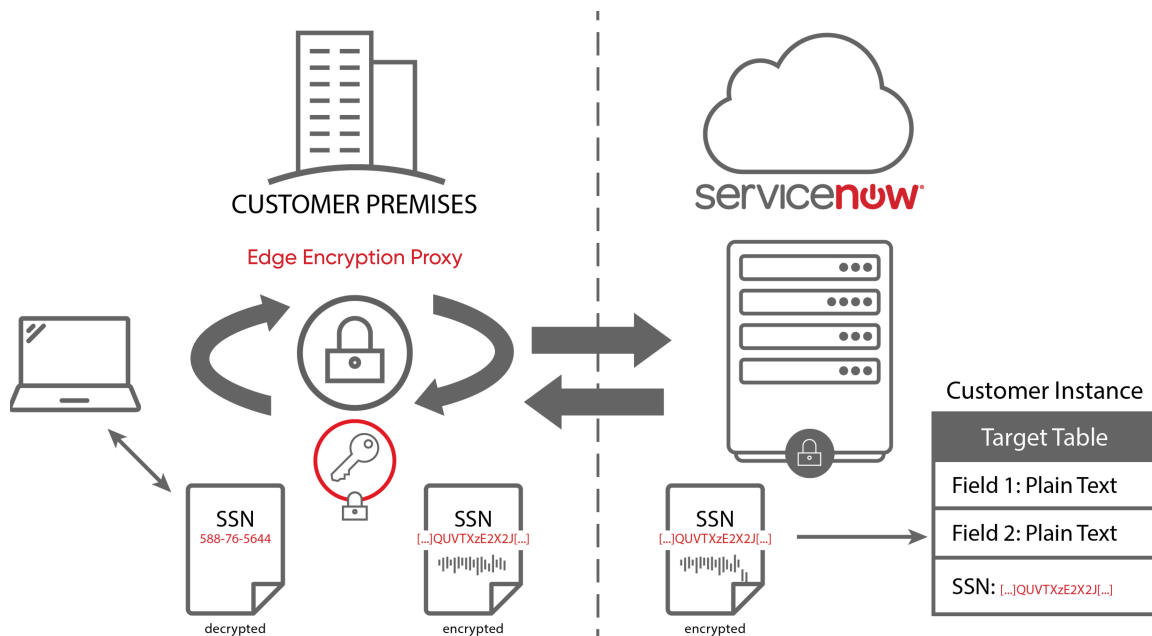 CUSTOMER PREMISES
Edge Encryption Proxy
servicenow
SSN
588-76-5644
decrypted
SSN
[...]QUVTXzE2X2J[...]
encrypted
SSN
[...]QUVTXzE2X2J[...]
encrypted
Customer Instance
Target Table
Field 1: Plain Text
Field 2: Plain Text
SSN: [...]QUVTXzE2X2J[...]